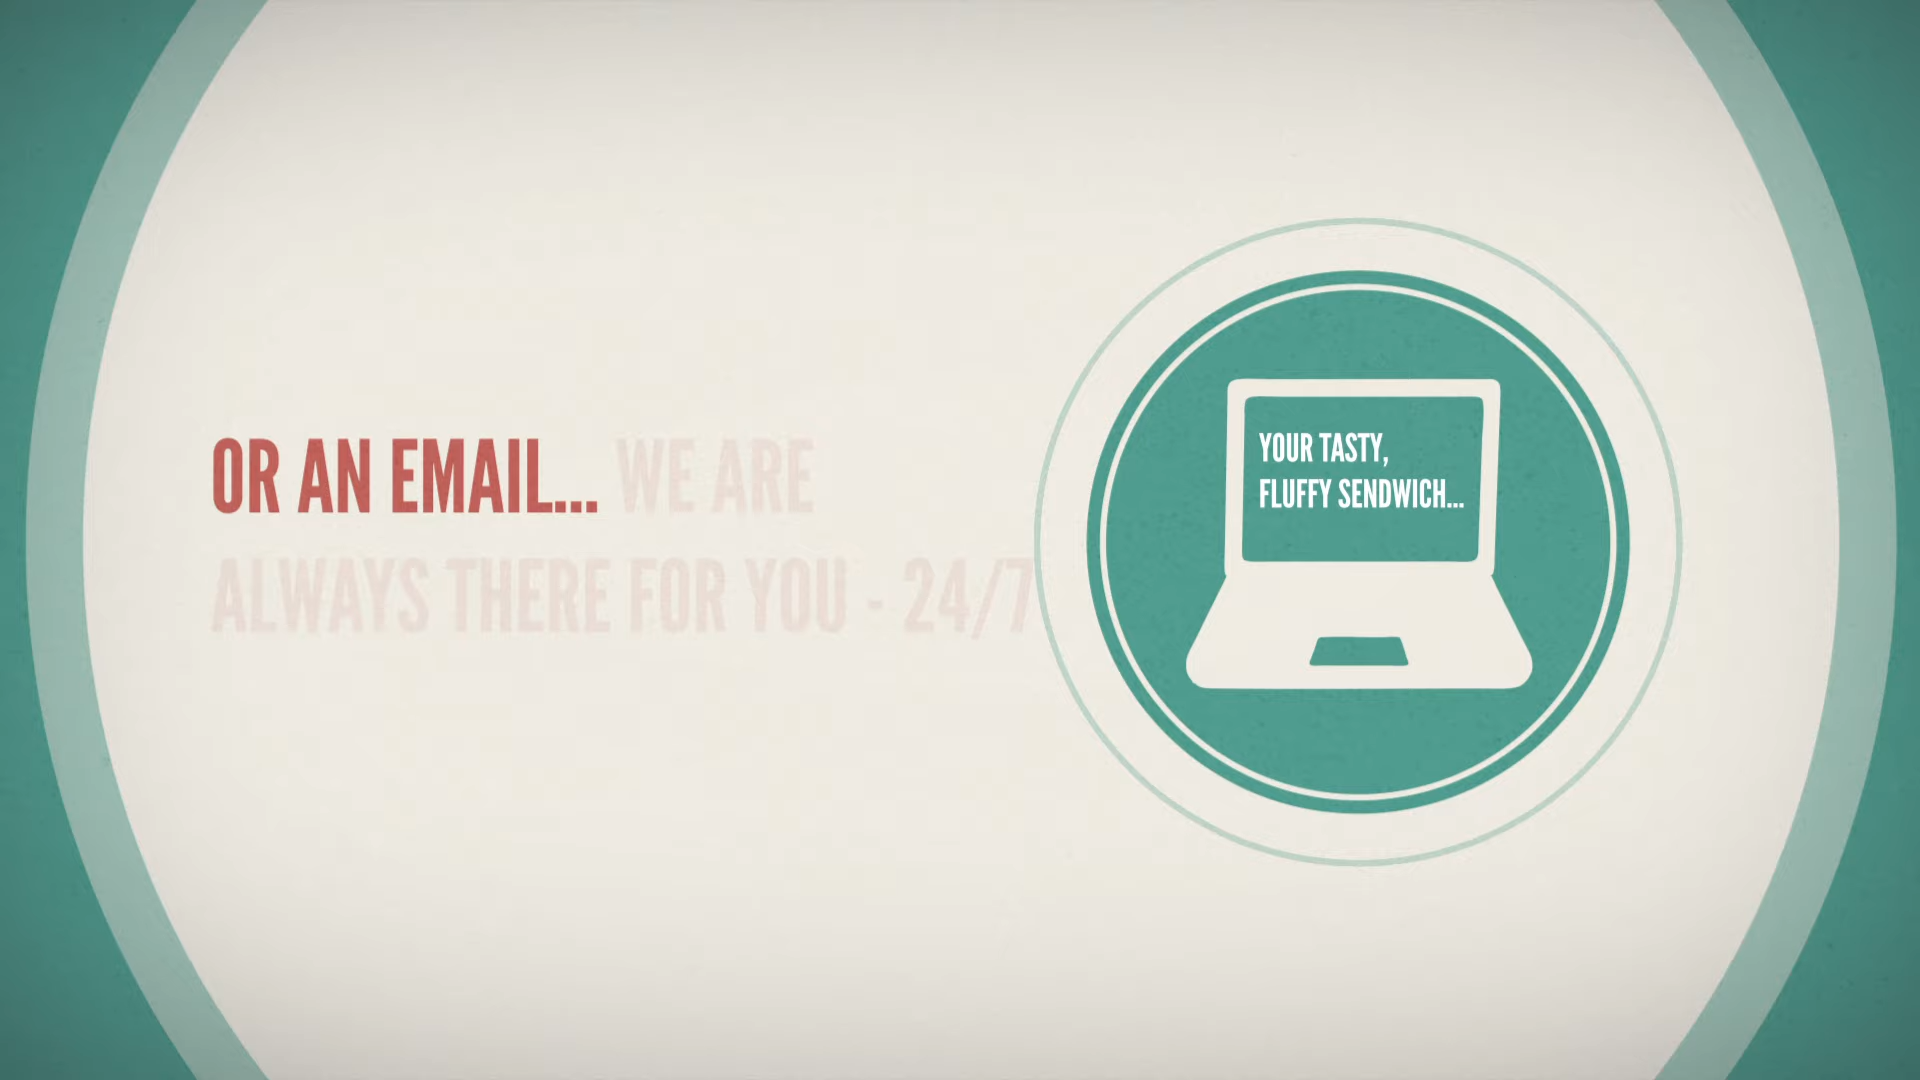 OR AN EMAIL... WE ARE
ALWAYS THERE FOR YOU - 24/7
YOUR TASTY,
FLUFFY SENDWICH...